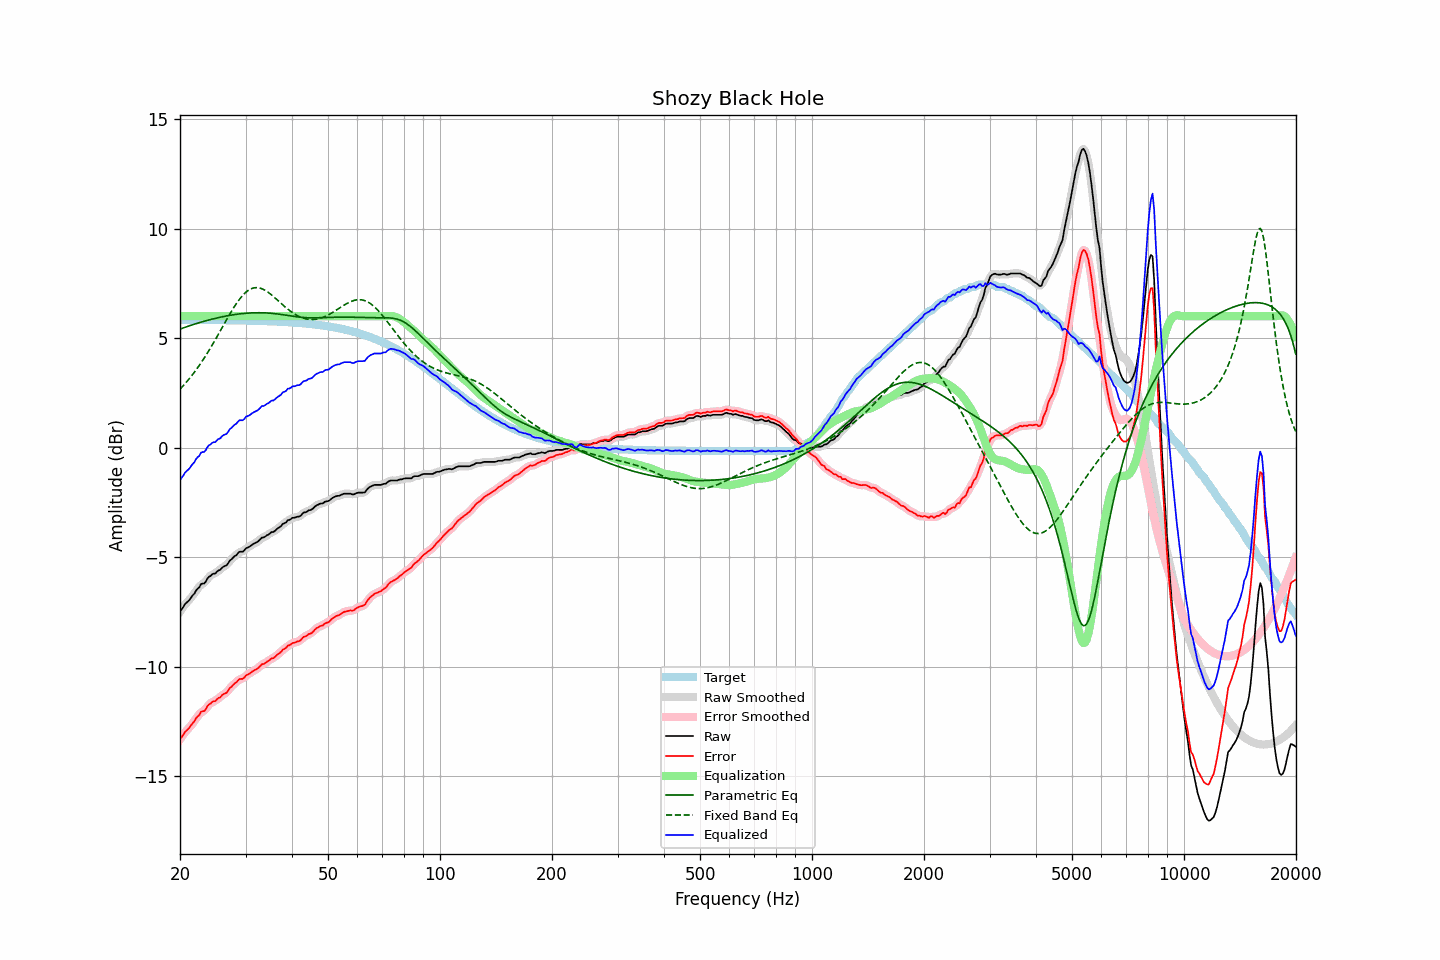 Shozy Black Hole
Amplitude (dBr)
15
10
5
0
−5
−10
−15
Target
Raw Smoothed
Error Smoothed
Raw
Error
Equalization
Parametric Eq
Fixed Band Eq
Equalized
20 50 100 200 500 1000 2000 5000 10000 20000
Frequency (Hz)